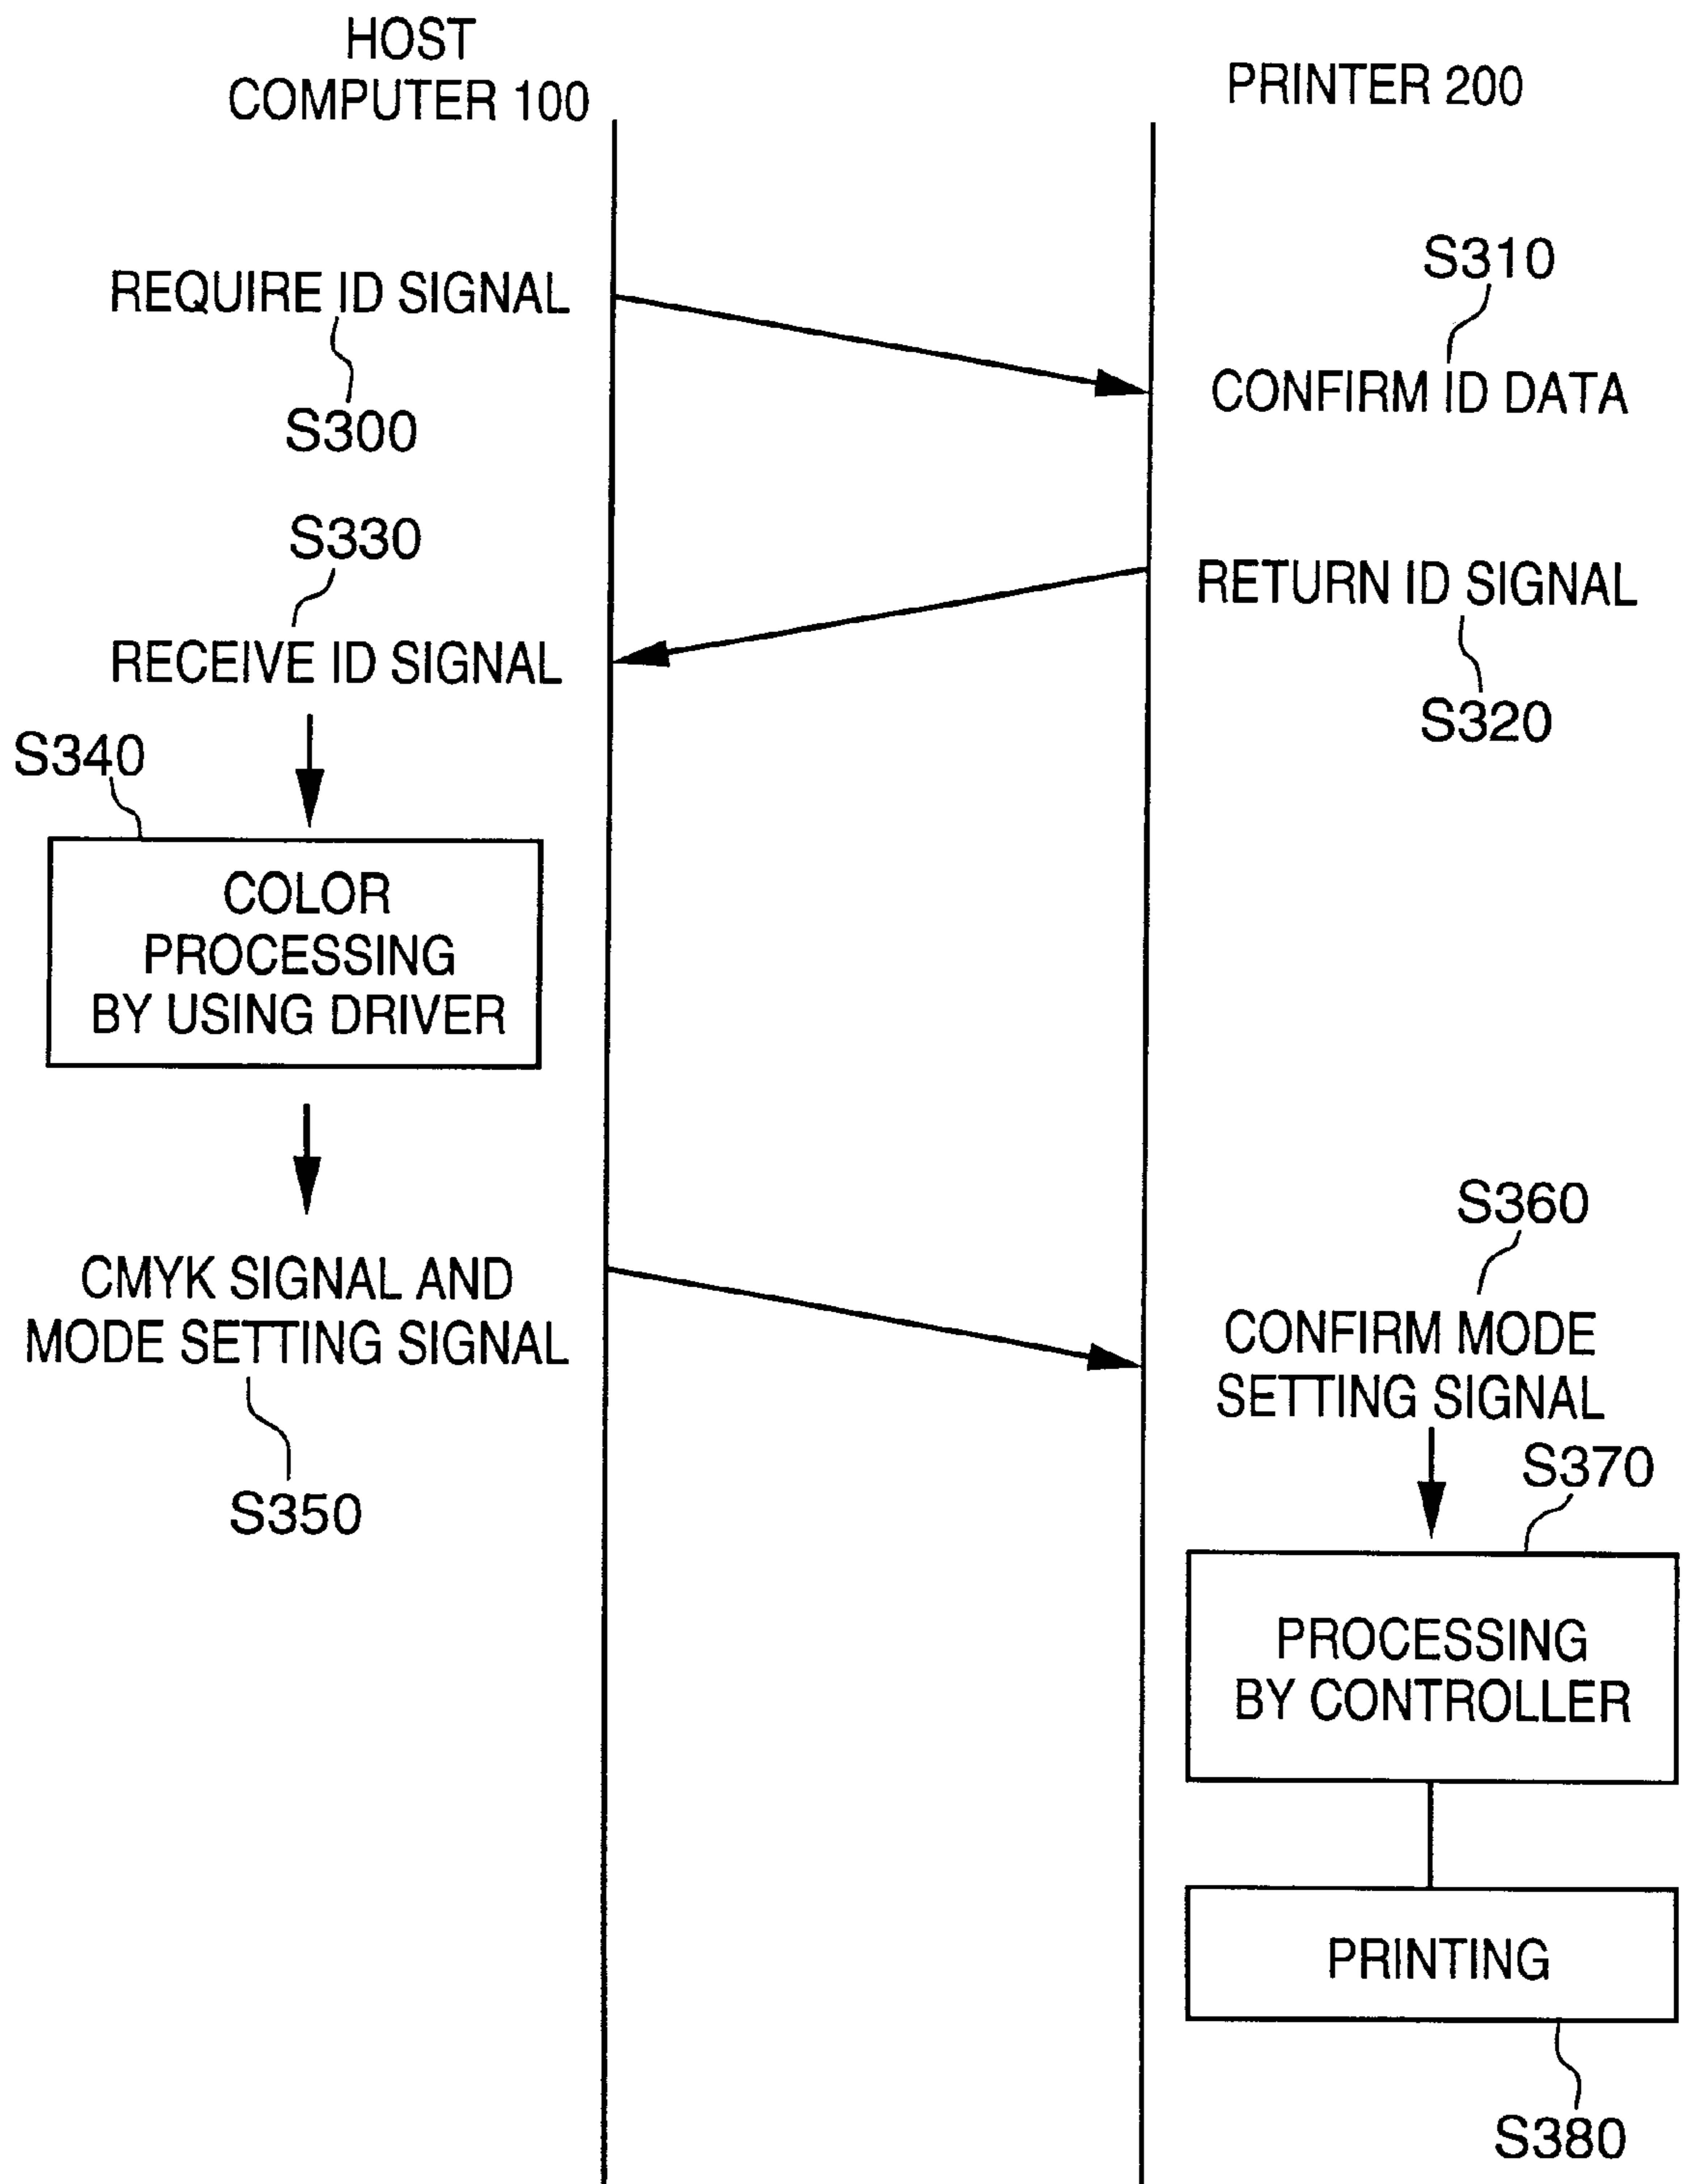 HOST
COMPUTER 100
PRINTER 200
REQUIRE ID SIGNAL
S300
S310
CONFIRM ID DATA
RETURN ID SIGNAL
S320
S330
RECEIVE ID SIGNAL
S340
COLOR
PROCESSING
BY USING DRIVER
CMYK SIGNAL AND
MODE SETTING SIGNAL
S350
S360
CONFIRM MODE
SETTING SIGNAL
S370
PROCESSING
BY CONTROLLER
PRINTING
S380